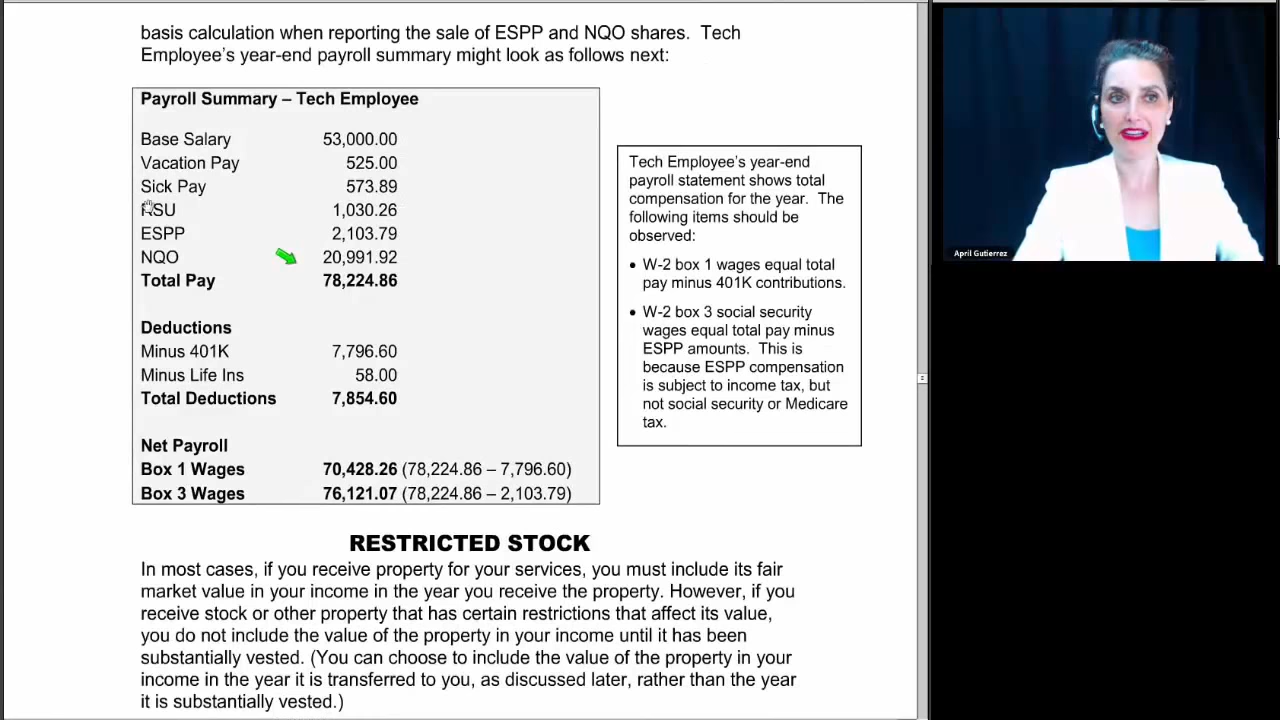 basis calculation when reporting the sale of ESPP and NQO shares.  Tech
Employee's year-end payroll summary might look as follows next:
Payroll Summary – Tech Employee
Base Salary 53,000.00
Vacation Pay 525.00
Sick Pay 573.89
RSU 1,030.26
ESPP 2,103.79
NQO 20,991.92
Total Pay 78,224.86
Deductions
Minus 401K 7,796.60
Minus Life Ins 58.00
Total Deductions 7,854.60
Net Payroll
Box 1 Wages 70,428.26 (78,224.86 – 7,796.60)
Box 3 Wages 76,121.07 (78,224.86 – 2,103.79)
Tech Employee's year-end
payroll statement shows total
compensation for the year.  The
following items should be
observed:
• W-2 box 1 wages equal total
pay minus 401K contributions.
• W-2 box 3 social security
wages equal total pay minus
ESPP amounts.  This is
because ESPP compensation
is subject to income tax, but
not social security or Medicare
tax.
RESTRICTED STOCK
In most cases, if you receive property for your services, you must include its fair
market value in your income in the year you receive the property. However, if you
receive stock or other property that has certain restrictions that affect its value,
you do not include the value of the property in your income until it has been
substantially vested. (You can choose to include the value of the property in your
income in the year it is transferred to you, as discussed later, rather than the year
it is substantially vested.)
April Gutierrez